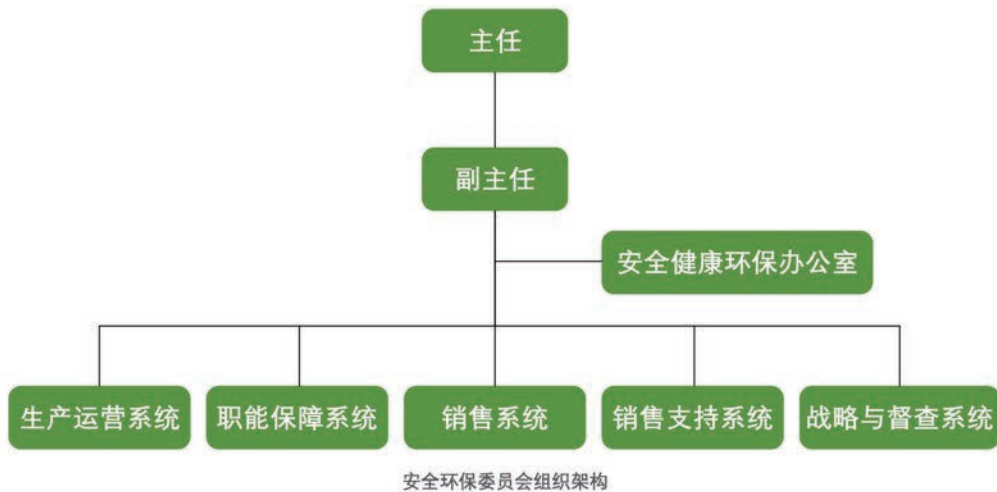 主任
副主任
安全健康环保办公室
生产运营系统
职能保障系统
销售系统
销售支持系统
战略与督查系统
安全环保委员会组织架构